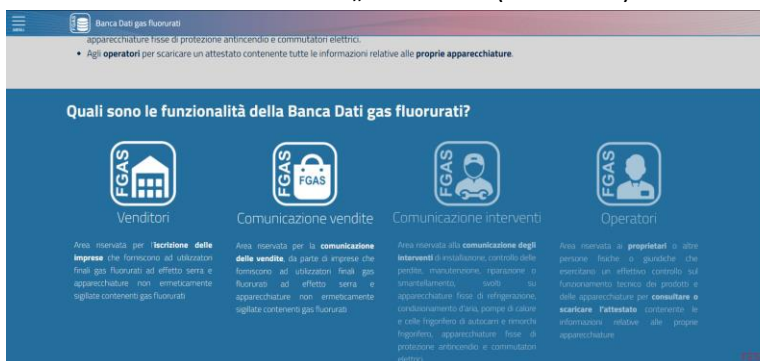 Banca Dati gas fluorurati
apparecchiature fisse di protezione antincendio e commutatori elettrici.
• Agli operatori per scaricare un attestato contenente tutte le informazioni relative alle proprie apparecchiature.
Quali sono le funzionalità della Banca Dati gas fluorurati?
FGAS
FGAS
FGAS
FGAS
FGAS
Venditori
Comunicazione vendite
Comunicazione interventi
Operatori
Area riservata per l'iscrizione delle
imprese che forniscono ad utilizzatori
finali gas fluorurati ad effetto serra e
apparecchiature non ermeticamente
sigillate contenenti gas fluorurati
Area riservata per la comunicazione
delle vendite, da parte di imprese che
forniscono ad utilizzatori finali gas
fluorurati ad effetto serra e
apparecchiature non ermeticamente
sigillate contenenti gas fluorurati
Area riservata alla comunicazione degli
interventi di installazione, controllo delle
perdite, manutenzione, riparazione o
smantellamento, svolti su
apparecchiature fisse di refrigerazione,
condizionamento d'aria, pompe di calore
e celle frigorifero di autocarri e rimorchi
frigorifero, apparecchiature fisse di
protezione antincendio e commutatori
elettrici
Area riservata ai proprietari o altre
persone fisiche o giuridiche che
esercitano un effettivo controllo sul
funzionamento tecnico dei prodotti e
delle apparecchiature per consultare o
scaricare l'attestato contenente le
informazioni relative alle proprie
apparecchiature